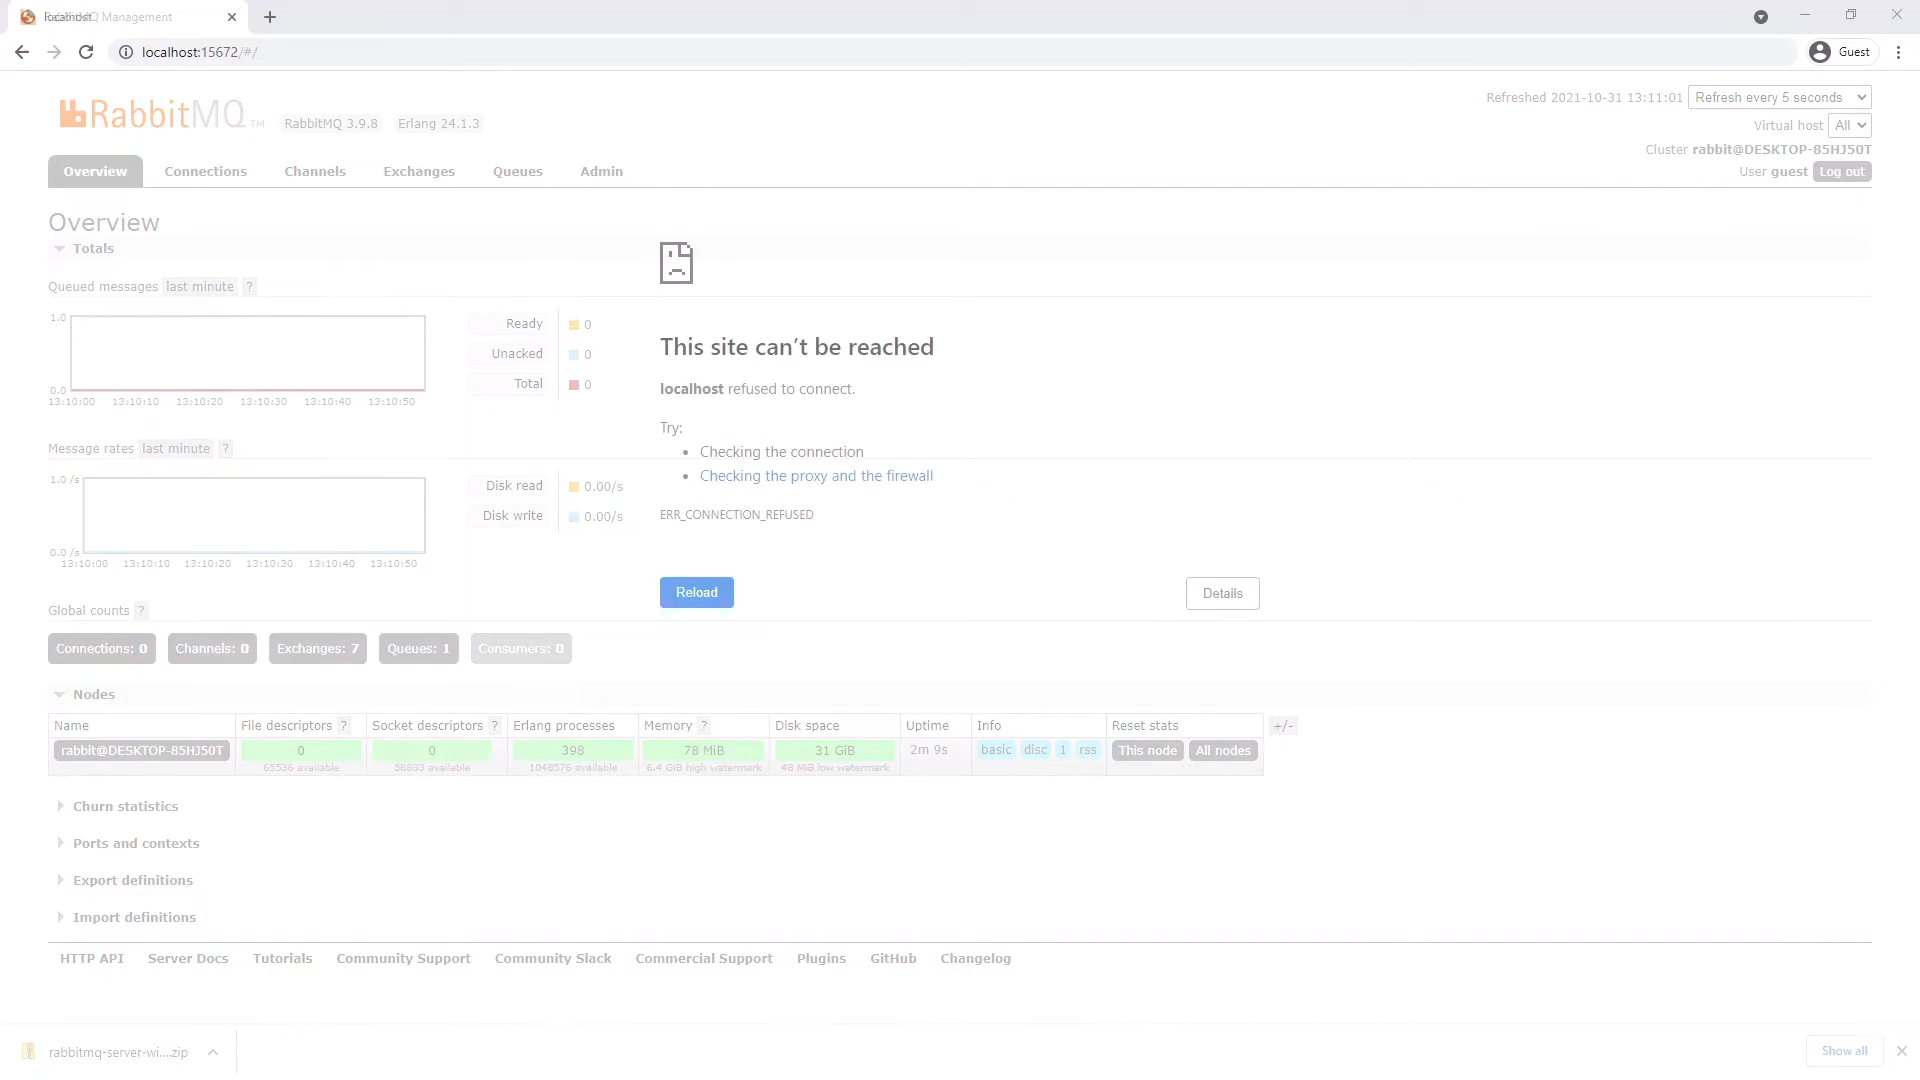 RabbitMQ Management
localhost
localhost:15672/#/
Guest
RabbitMQ TM
RabbitMQ 3.9.8
Erlang 24.1.3
Refreshed 2021-10-31 13:11:01 Refresh every 5 seconds
Virtual host All
Cluster rabbit@DESKTOP-85HJ50T
User guest Log out
Overview Connections Channels Exchanges Queues Admin
Overview
Totals
Queued messages last minute ?
1.0
0.0
13:10:00 13:10:10 13:10:20 13:10:30 13:10:40 13:10:50
Ready 0
Unacked 0
Total 0
This site can’t be reached
localhost refused to connect.
Try:
• Checking the connection
• Checking the proxy and the firewall
ERR_CONNECTION_REFUSED
Reload
Details
Message rates last minute ?
1.0 /s
0.0 /s
13:10:00 13:10:10 13:10:20 13:10:30 13:10:40 13:10:50
Disk read 0.00/s
Disk write 0.00/s
Global counts ?
Connections: 0 Channels: 0 Exchanges: 7 Queues: 1 Consumers: 0
Nodes
Name File descriptors ? Socket descriptors ? Erlang processes Memory ? Disk space Uptime Info Reset stats +/-
rabbit@DESKTOP-85HJ50T 0 0 398 78 MiB 31 GiB 2m 9s basic disc 1 rss This node All nodes
65536 available 58893 available 1048576 available 6.4 GiB high watermark 48 MiB low watermark
Churn statistics
Ports and contexts
Export definitions
Import definitions
HTTP API Server Docs Tutorials Community Support Community Slack Commercial Support Plugins GitHub Changelog
rabbitmq-server-wi....zip
Show all